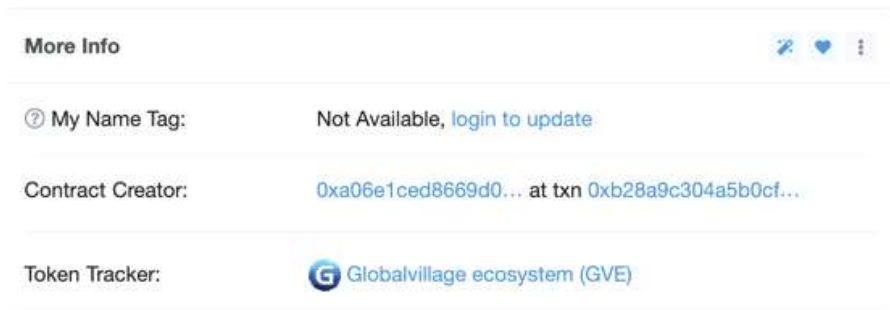 More Info
My Name Tag: Not Available, login to update
Contract Creator: 0xa06e1ced8669d0... at txn 0xb28a9c304a5b0cf...
Token Tracker: G Globalvillage ecosystem (GVE)